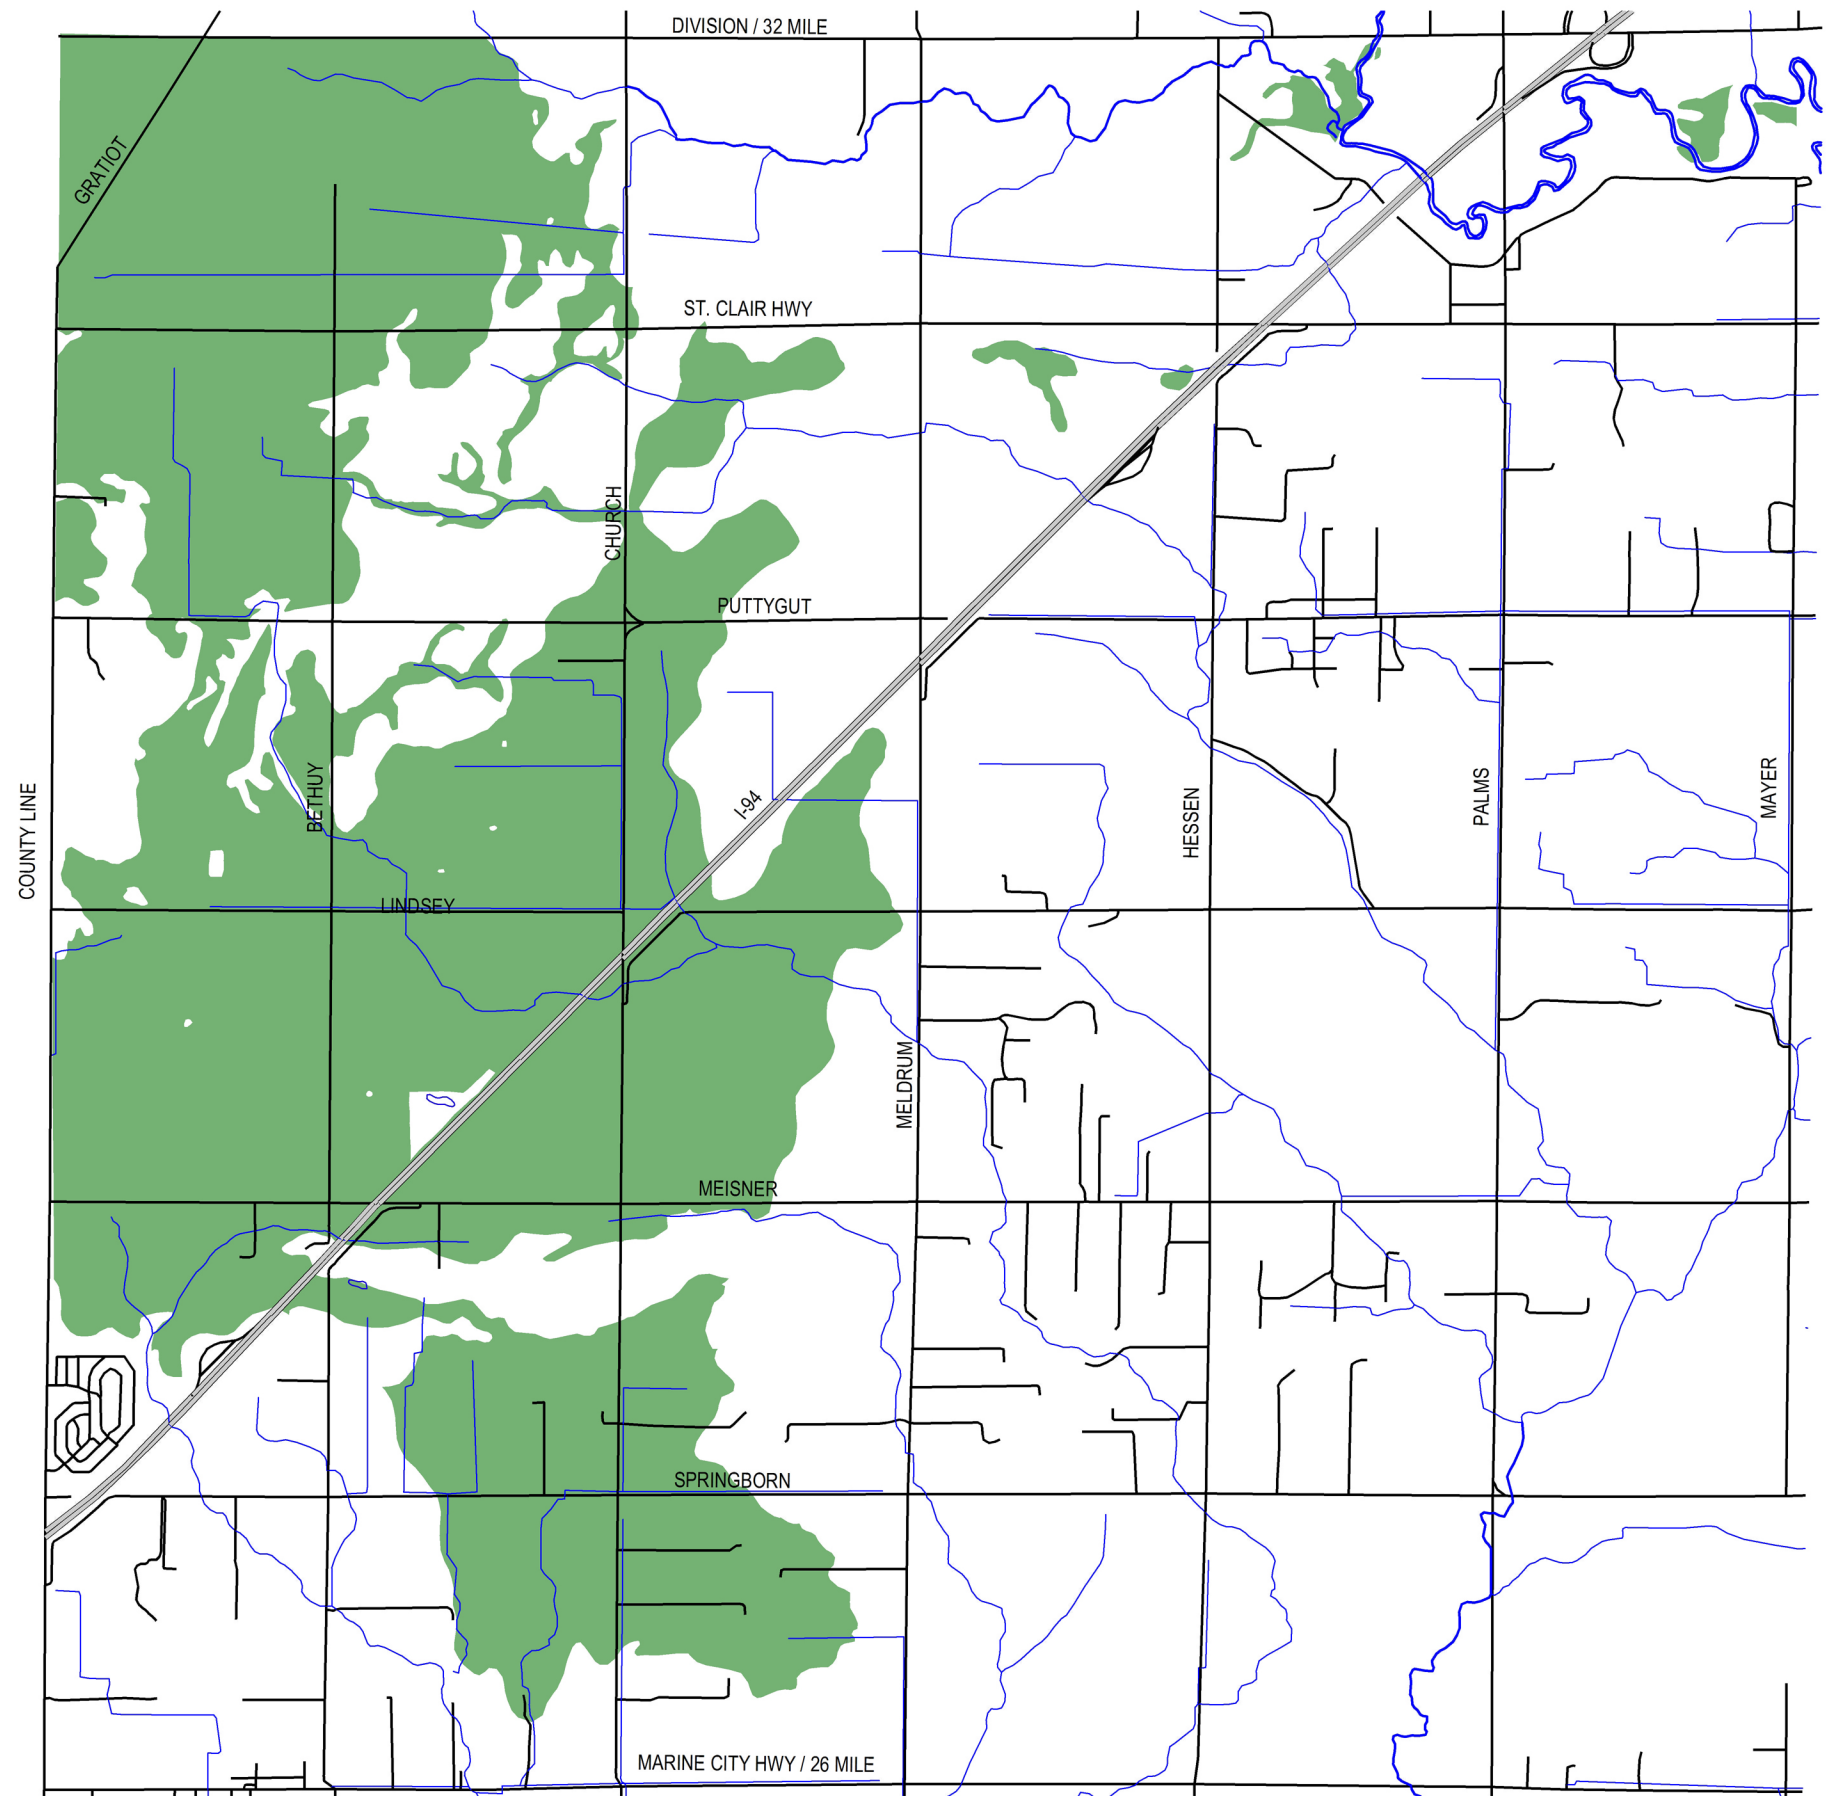 DIVISION / 32 MILE
GRATIOT
ST. CLAIR HWY
CHURCH
PUTTYGUT
COUNTY LINE
BETHUY
I-94
HESSEN
PALMS
MAYER
LINDSEY
MELDRUM
MEISNER
SPRINGBORN
MARINE CITY HWY / 26 MILE